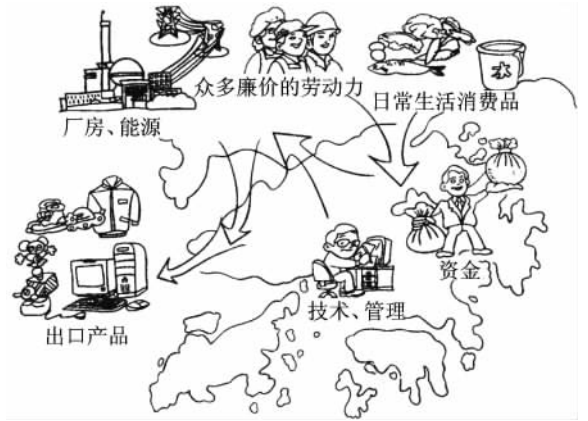 众多廉价的劳动力
水
日常生活消费品
厂房、能源
资金
技术、管理
出口产品